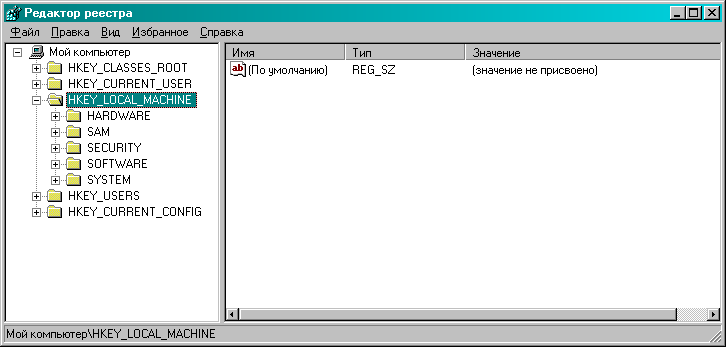 Редактор реестра
Файл Правка Вид Избранное Справка
Мой компьютер
HKEY_CLASSES_ROOT
HKEY_CURRENT_USER
HKEY_LOCAL_MACHINE
HARDWARE
SAM
SECURITY
SOFTWARE
SYSTEM
HKEY_USERS
HKEY_CURRENT_CONFIG
Имя Тип Значение
ab (По умолчанию) REG_SZ (значение не присвоено)
Мой компьютер\HKEY_LOCAL_MACHINE